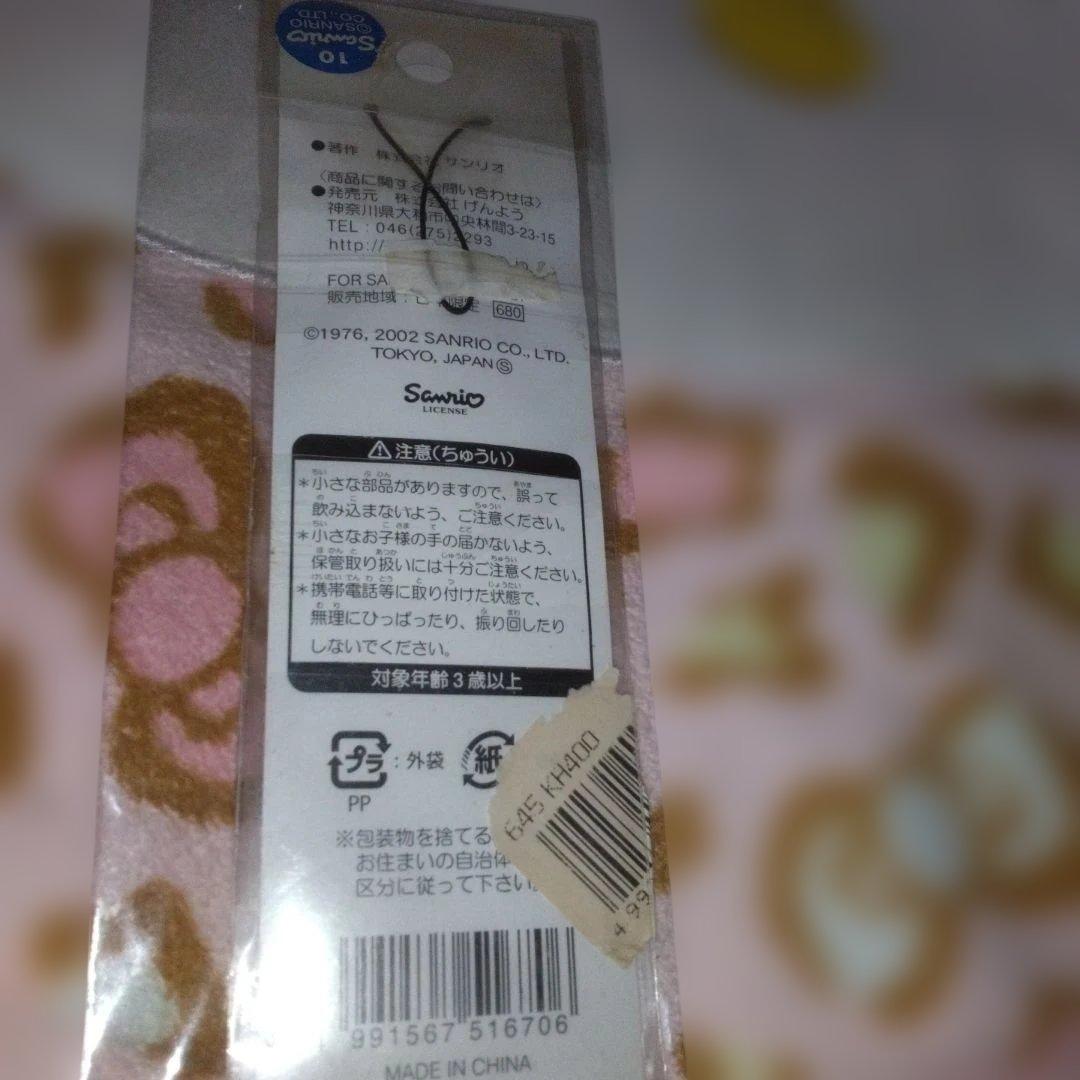 10
Sanrio
©SANRIO
CO., LTD.
●著作 株式会社 サンリオ
〈商品に関するお問い合わせは〉
●発売元 株式会社 げんよう
神奈川県大和市中央林間3-23-15
TEL : 046(275)2293
http://
FOR SA
販売地域 : 限定 680
©1976, 2002 SANRIO CO., LTD.
TOKYO, JAPAN Ⓢ
Sanrio
LICENSE
⚠注意(ちゅうい)
*小さな部品がありますので、誤って
飲み込まないよう、ご注意ください。
*小さなお子様の手の届かないよう、
保管取り扱いには十分ご注意ください。
*携帯電話等に取り付けた状態で、
無理にひっぱったり、振り回したり
しないでください。
対象年齢3歳以上
プラ : 外袋 紙
PP
645 KH400
4.99
※包装物を捨てる
お住まいの自治体
区分に従って下さい。
991567 516706
MADE IN CHINA